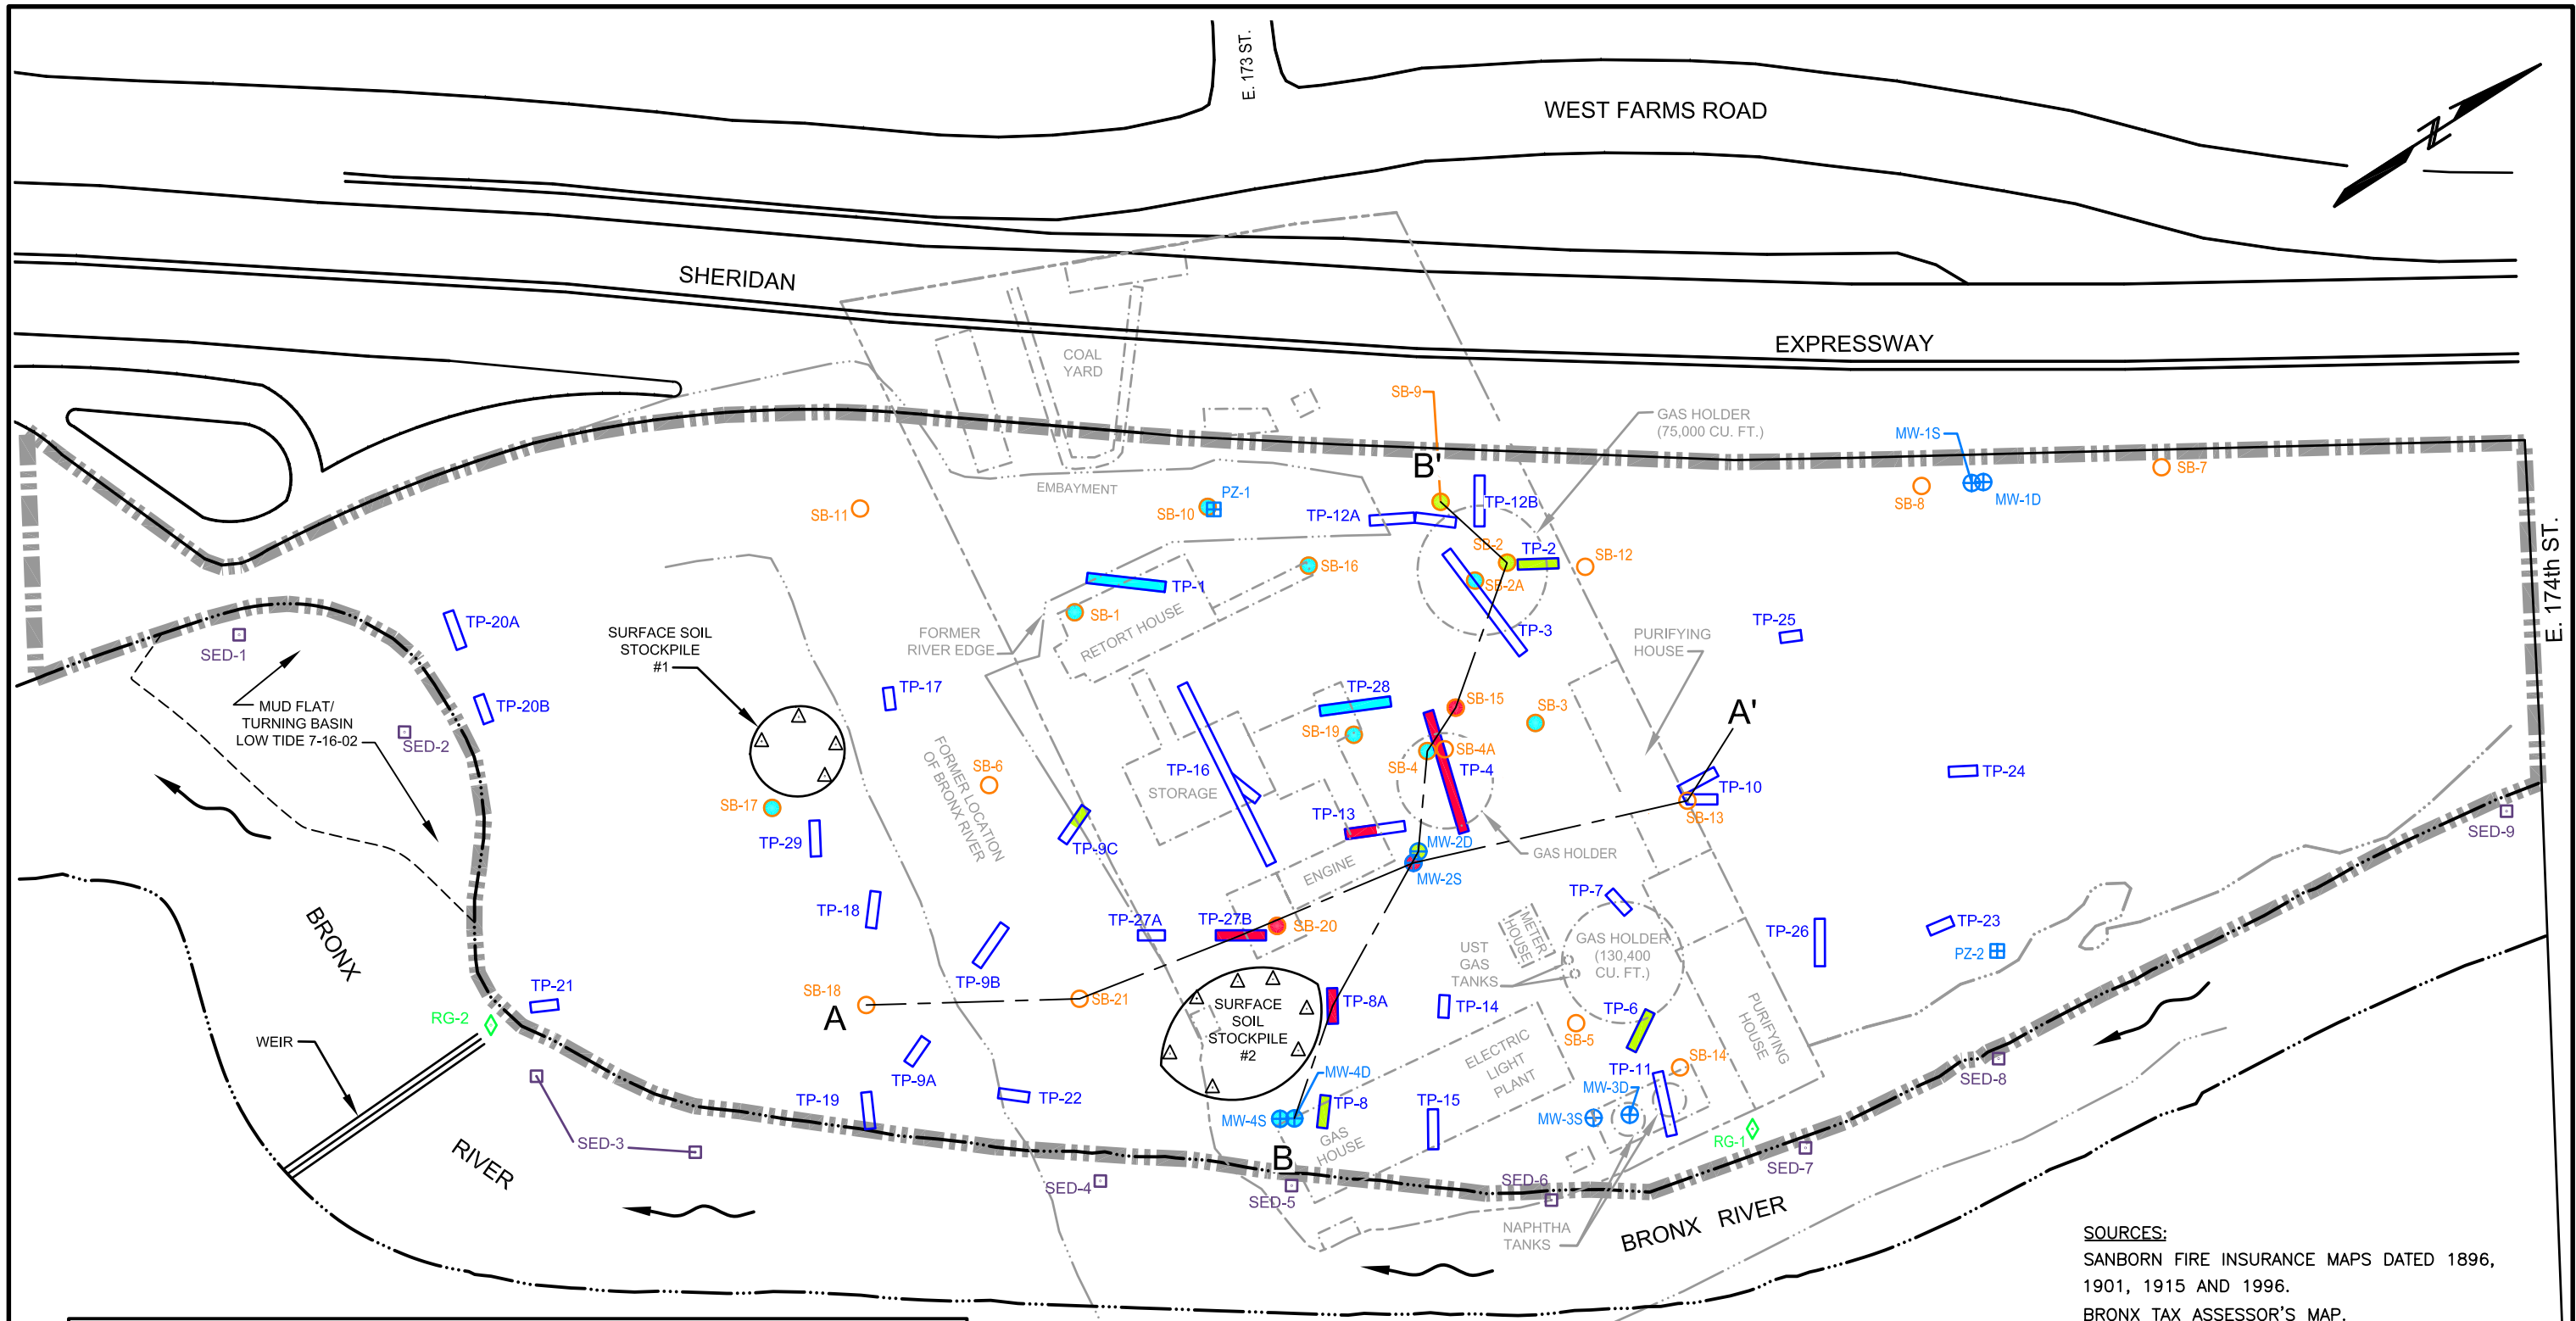 E. 173 ST.
WEST FARMS ROAD
N
SHERIDAN
EXPRESSWAY
COAL
YARD
SB-9
GAS HOLDER
(75,000 CU. FT.)
MW-1S
B'
SB-7
EMBAYMENT
PZ-1
SB-8
MW-1D
SB-11
SB-10
TP-12A
TP-12B
E. 174th ST.
SB-2
TP-2
SB-12
SB-16
TP-1
SB-2A
SB-1
TP-20A
SURFACE SOIL
STOCKPILE
#1
FORMER
RIVER EDGE
RETORT HOUSE
TP-3
PURIFYING
HOUSE
TP-25
SED-1
TP-17
TP-28
MUD FLAT/
TURNING BASIN
LOW TIDE 7-16-02
TP-20B
SB-15
SB-3
A'
SED-2
FORMER LOCATION
OF BRONX RIVER
SB-19
SB-4A
SB-6
TP-16
SB-4
TP-4
TP-24
TP-10
STORAGE
SB-17
TP-13
SB-13
SED-9
TP-29
TP-9C
MW-2D
GAS HOLDER
ENGINE
MW-2S
TP-7
TP-18
TP-27A
TP-27B
SB-20
METER
HOUSE
TP-23
BRONX
GAS HOLDER
(130,400
CU. FT.)
TP-26
UST
GAS
TANKS
PZ-2
TP-9B
TP-21
SB-18
SB-21
SURFACE
SOIL
STOCKPILE
#2
TP-8A
TP-14
TP-6
A
RG-2
PURIFYING
HOUSE
WEIR
SB-5
ELECTRIC
LIGHT
PLANT
TP-9A
MW-4D
SB-14
TP-11
SED-8
MW-3D
TP-19
TP-22
TP-8
TP-15
MW-4S
MW-3S
GAS
HOUSE
RG-1
SED-3
B
SED-7
RIVER
SED-4
SED-5
SED-6
BRONX RIVER
NAPHTHA
TANKS
SOURCES:
SANBORN FIRE INSURANCE MAPS DATED 1896,
1901, 1915 AND 1996.
BRONX TAX ASSESSOR'S MAP.